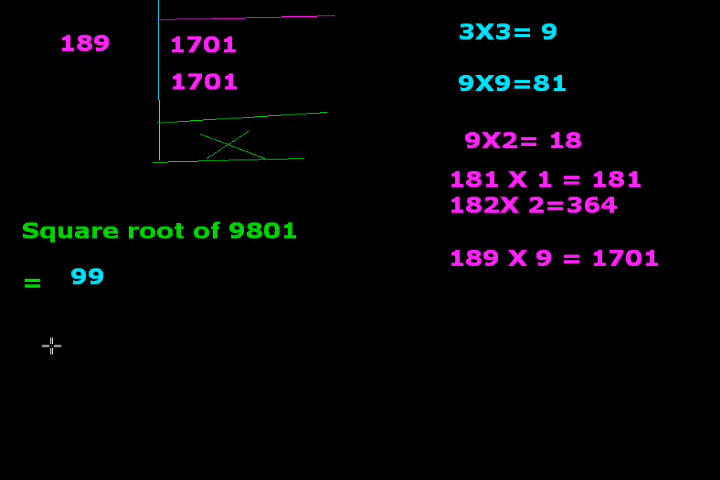 189 1701
1701
Square root of 9801
= 99
3X3= 9
9X9=81
9X2= 18
181 X 1 = 181
182X 2=364
189 X 9 = 1701